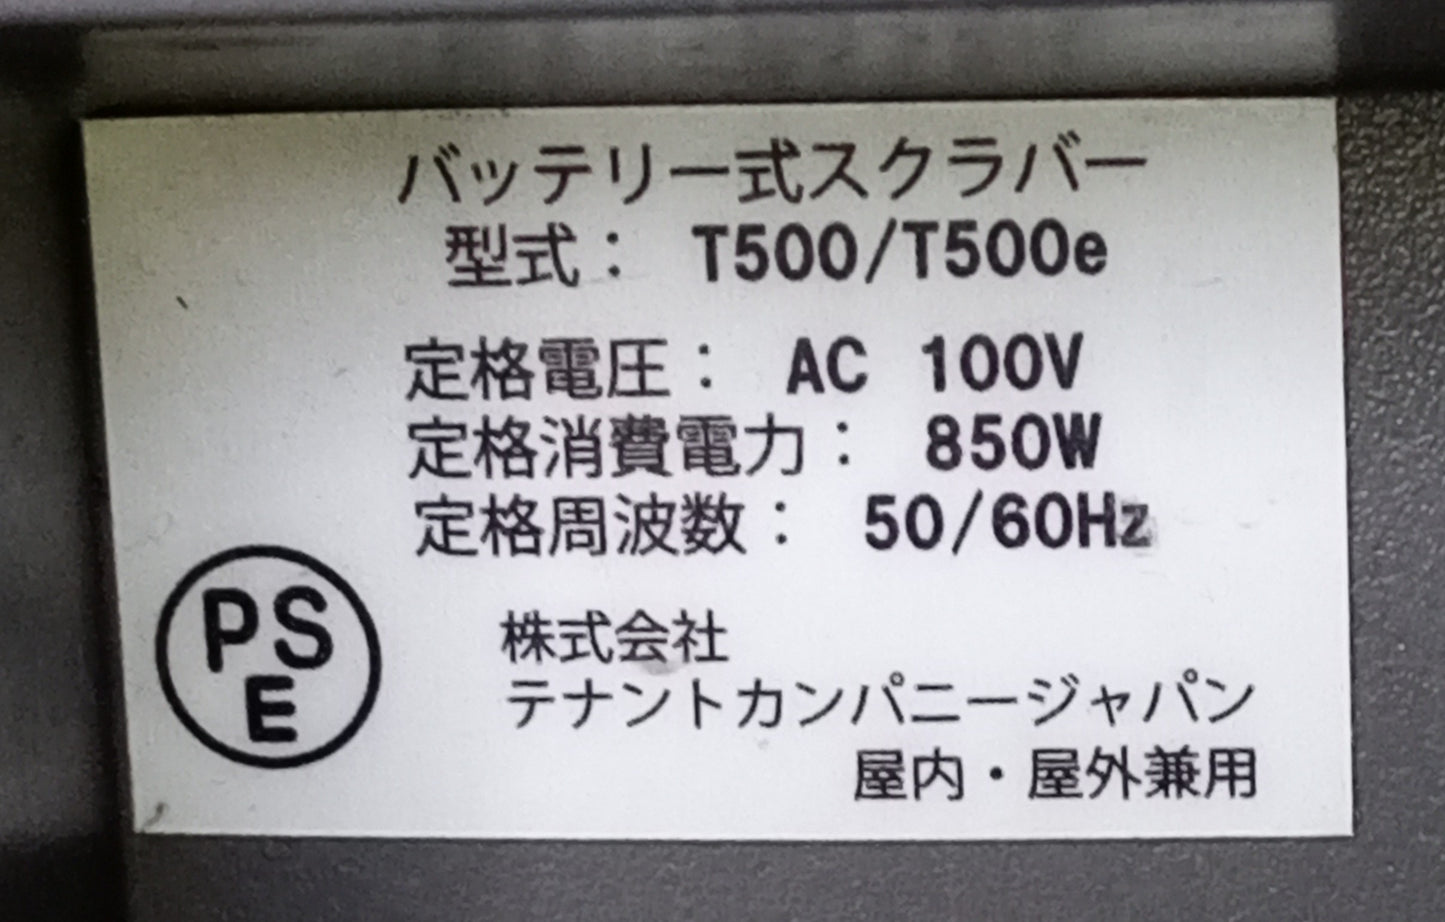 バッテリー式スクラバー
型式： T500/T500e
定格電圧： AC 100V
定格消費電力： 850W
定格周波数： 50/60Hz
PS
E
株式会社
テナントカンパニージャパン
屋内・屋外兼用